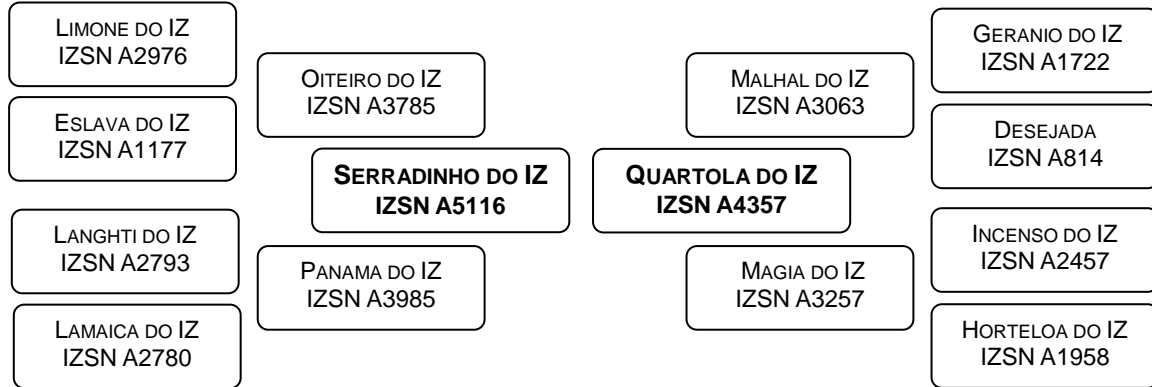 LIMONE DO IZ
IZSN A2976
ESLAVA DO IZ
IZSN A1177
LANGHTI DO IZ
IZSN A2793
LAMAICA DO IZ
IZSN A2780
OITEIRO DO IZ
IZSN A3785
PANAMA DO IZ
IZSN A3985
SERRADINHO DO IZ
IZSN A5116
QUARTOLA DO IZ
IZSN A4357
MALHAL DO IZ
IZSN A3063
MAGIA DO IZ
IZSN A3257
GERANIO DO IZ
IZSN A1722
DESEJADA
IZSN A814
INCENSO DO IZ
IZSN A2457
HORTELOA DO IZ
IZSN A1958